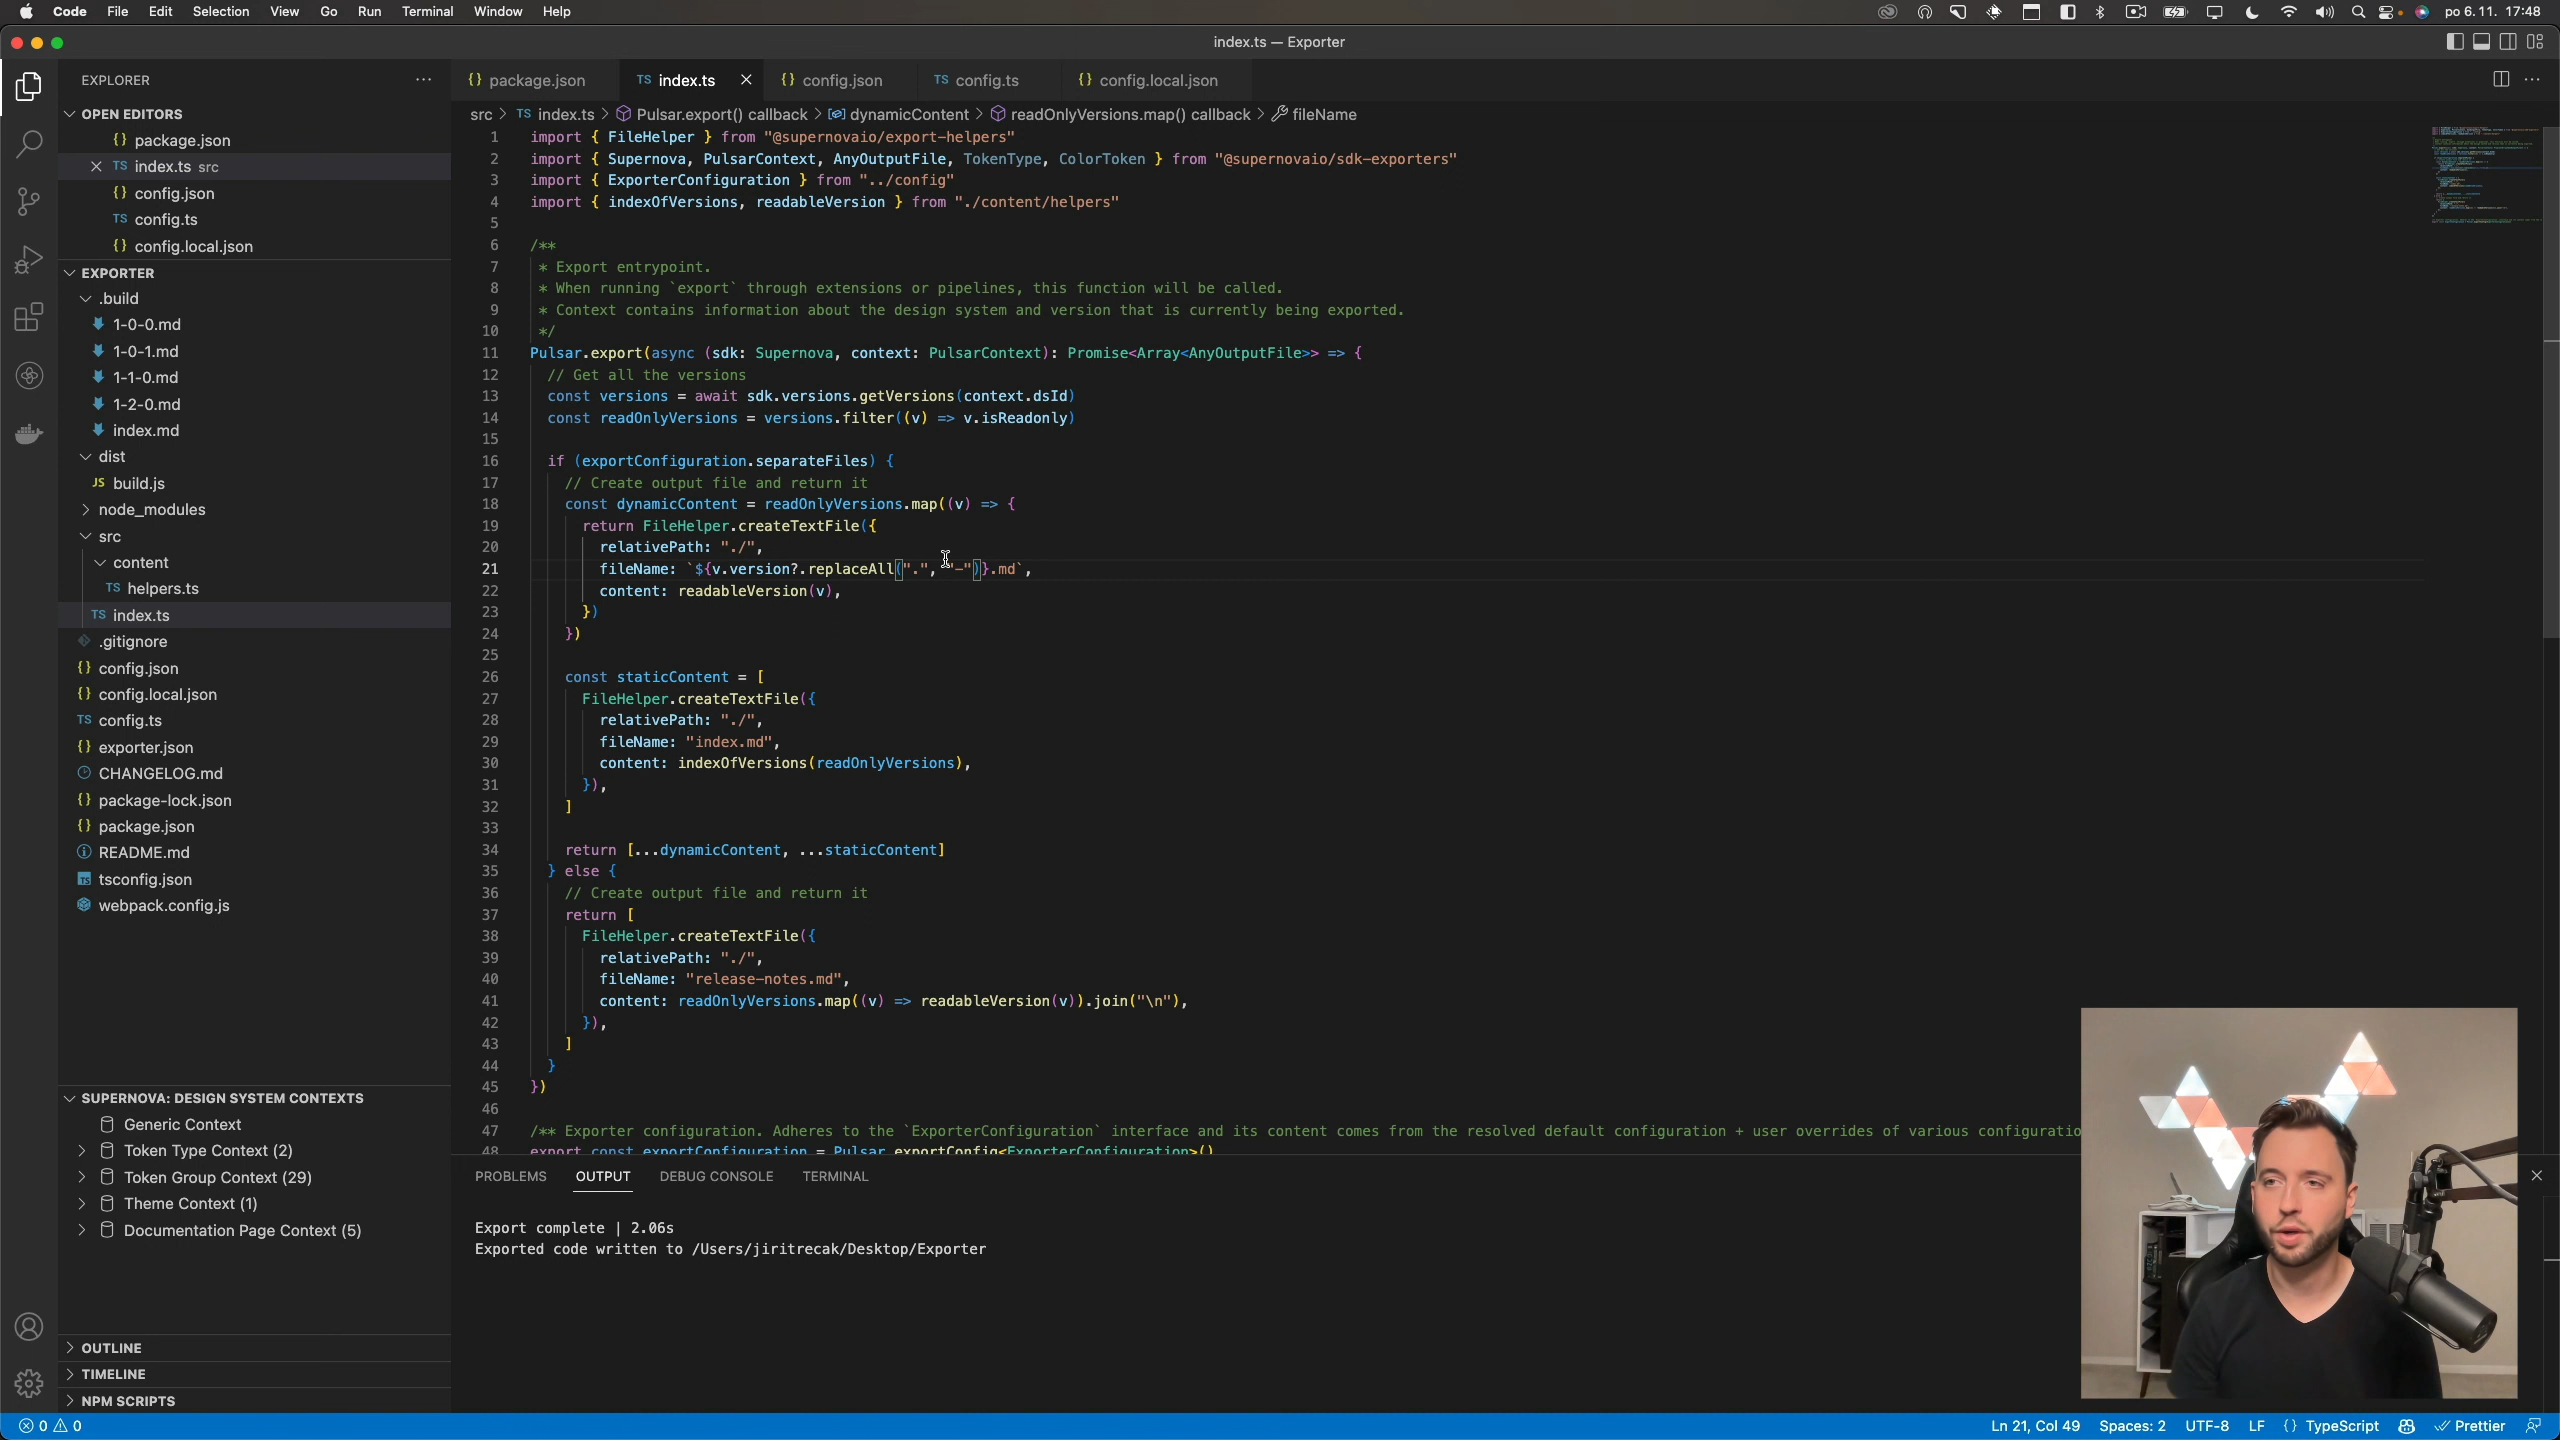 Code File Edit Selection View Go Run Terminal Window Help
po 6. 11. 17:48
index.ts — Exporter
EXPLORER
OPEN EDITORS
{} package.json
TS index.ts src
{} config.json
TS config.ts
{} config.local.json
EXPORTER
.build
1-0-0.md
1-0-1.md
1-1-0.md
1-2-0.md
index.md
dist
JS build.js
node_modules
src
content
TS helpers.ts
TS index.ts
.gitignore
{} config.json
{} config.local.json
TS config.ts
{} exporter.json
CHANGELOG.md
{} package-lock.json
{} package.json
README.md
TS tsconfig.json
webpack.config.js
SUPERNOVA: DESIGN SYSTEM CONTEXTS
Generic Context
Token Type Context (2)
Token Group Context (29)
Theme Context (1)
Documentation Page Context (5)
OUTLINE
TIMELINE
NPM SCRIPTS
{} package.json TS index.ts {} config.json TS config.ts {} config.local.json
src > TS index.ts > Pulsar.export() callback > dynamicContent > readOnlyVersions.map() callback > fileName
1 import { FileHelper } from "@supernovaio/export-helpers"
2 import { Supernova, PulsarContext, AnyOutputFile, TokenType, ColorToken } from "@supernovaio/sdk-exporters"
3 import { ExporterConfiguration } from "../config"
4 import { indexOfVersions, readableVersion } from "./content/helpers"
5
6 /**
7 * Export entrypoint.
8 * When running `export` through extensions or pipelines, this function will be called.
9 * Context contains information about the design system and version that is currently being exported.
10 */
11 Pulsar.export(async (sdk: Supernova, context: PulsarContext): Promise<Array<AnyOutputFile>> => {
12 // Get all the versions
13 const versions = await sdk.versions.getVersions(context.dsId)
14 const readOnlyVersions = versions.filter((v) => v.isReadonly)
15
16 if (exportConfiguration.separateFiles) {
17 // Create output file and return it
18 const dynamicContent = readOnlyVersions.map((v) => {
19 return FileHelper.createTextFile({
20 relativePath: "./",
21 fileName: `${v.version?.replaceAll(".", "-")}.md`,
22 content: readableVersion(v),
23 })
24 })
25
26 const staticContent = [
27 FileHelper.createTextFile({
28 relativePath: "./",
29 fileName: "index.md",
30 content: indexOfVersions(readOnlyVersions),
31 }),
32 ]
33
34 return [...dynamicContent, ...staticContent]
35 } else {
36 // Create output file and return it
37 return [
38 FileHelper.createTextFile({
39 relativePath: "./",
40 fileName: "release-notes.md",
41 content: readOnlyVersions.map((v) => readableVersion(v)).join("\n"),
42 }),
43 ]
44 }
45 })
46
47 /** Exporter configuration. Adheres to the `ExporterConfiguration` interface and its content comes from the resolved default configuration + user overrides of various configuratio
48 export const exportConfiguration = Pulsar.exportConfig<ExporterConfiguration>()
PROBLEMS OUTPUT DEBUG CONSOLE TERMINAL
Export complete | 2.06s
Exported code written to /Users/jiritrecak/Desktop/Exporter
0 0
Ln 21, Col 49 Spaces: 2 UTF-8 LF {} TypeScript Prettier